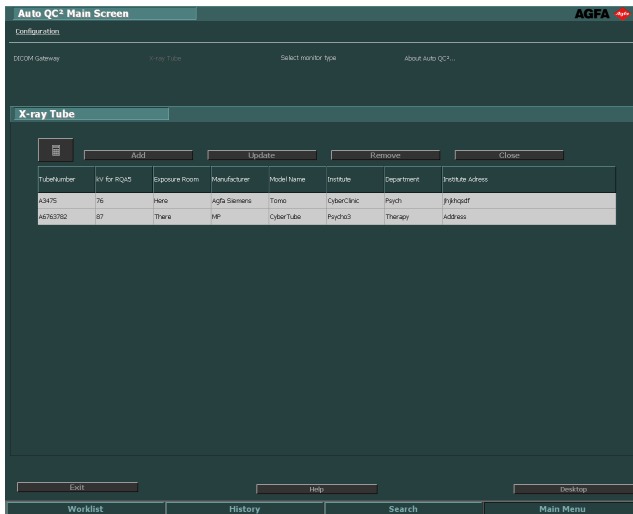 Auto QC² Main Screen
AGFA Agfa
Configuration
DICOM Gateway X-ray Tube Select monitor type About Auto QC²...
X-ray Tube
Add Update Remove Close
TubeNumber kV for RQA5 Exposure Room Manufacturer Model Name Institute Department Institute Adress
A3475 76 Here Agfa Siemens Tomo CyberClinic Psych jhjkhqsdf
A6763782 87 There MP CyberTube Psycho3 Therapy Address
Exit Help Desktop
Worklist History Search Main Menu